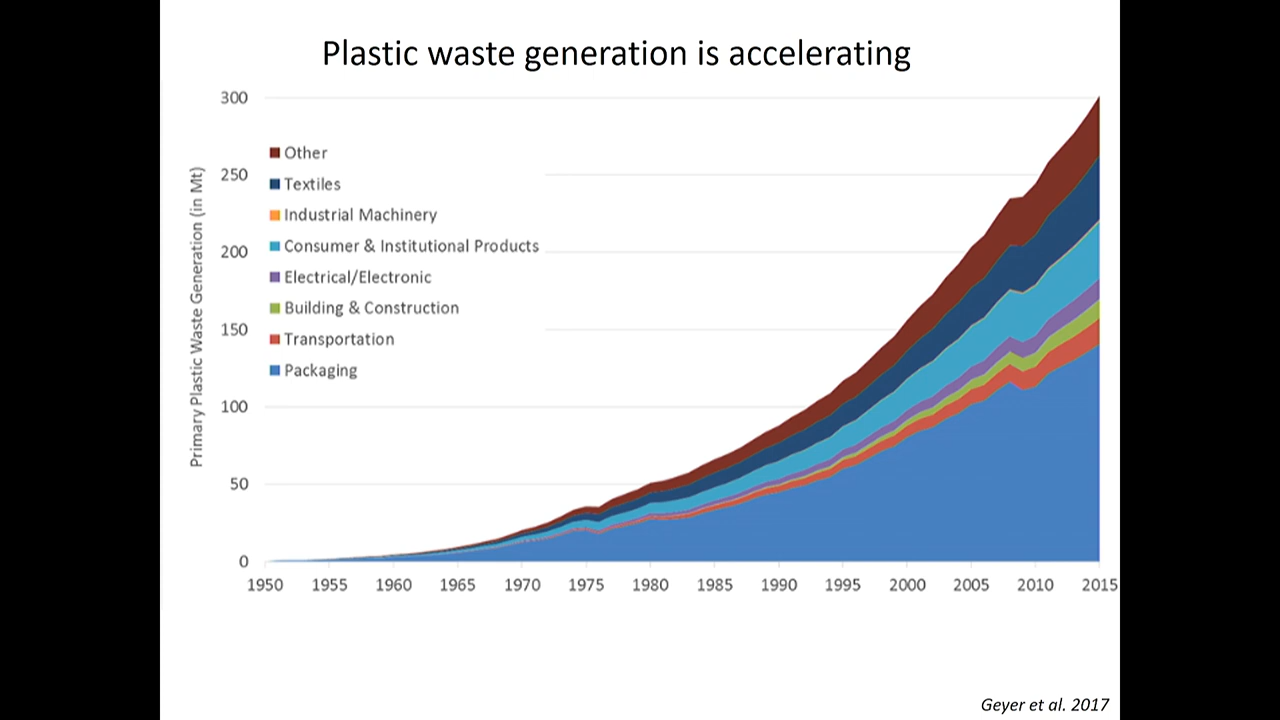 Plastic waste generation is accelerating
300
250
200
150
100
50
0
Primary Plastic Waste Generation (in Mt)
Other
Textiles
Industrial Machinery
Consumer & Institutional Products
Electrical/Electronic
Building & Construction
Transportation
Packaging
1950 1955 1960 1965 1970 1975 1980 1985 1990 1995 2000 2005 2010 2015
Geyer et al. 2017